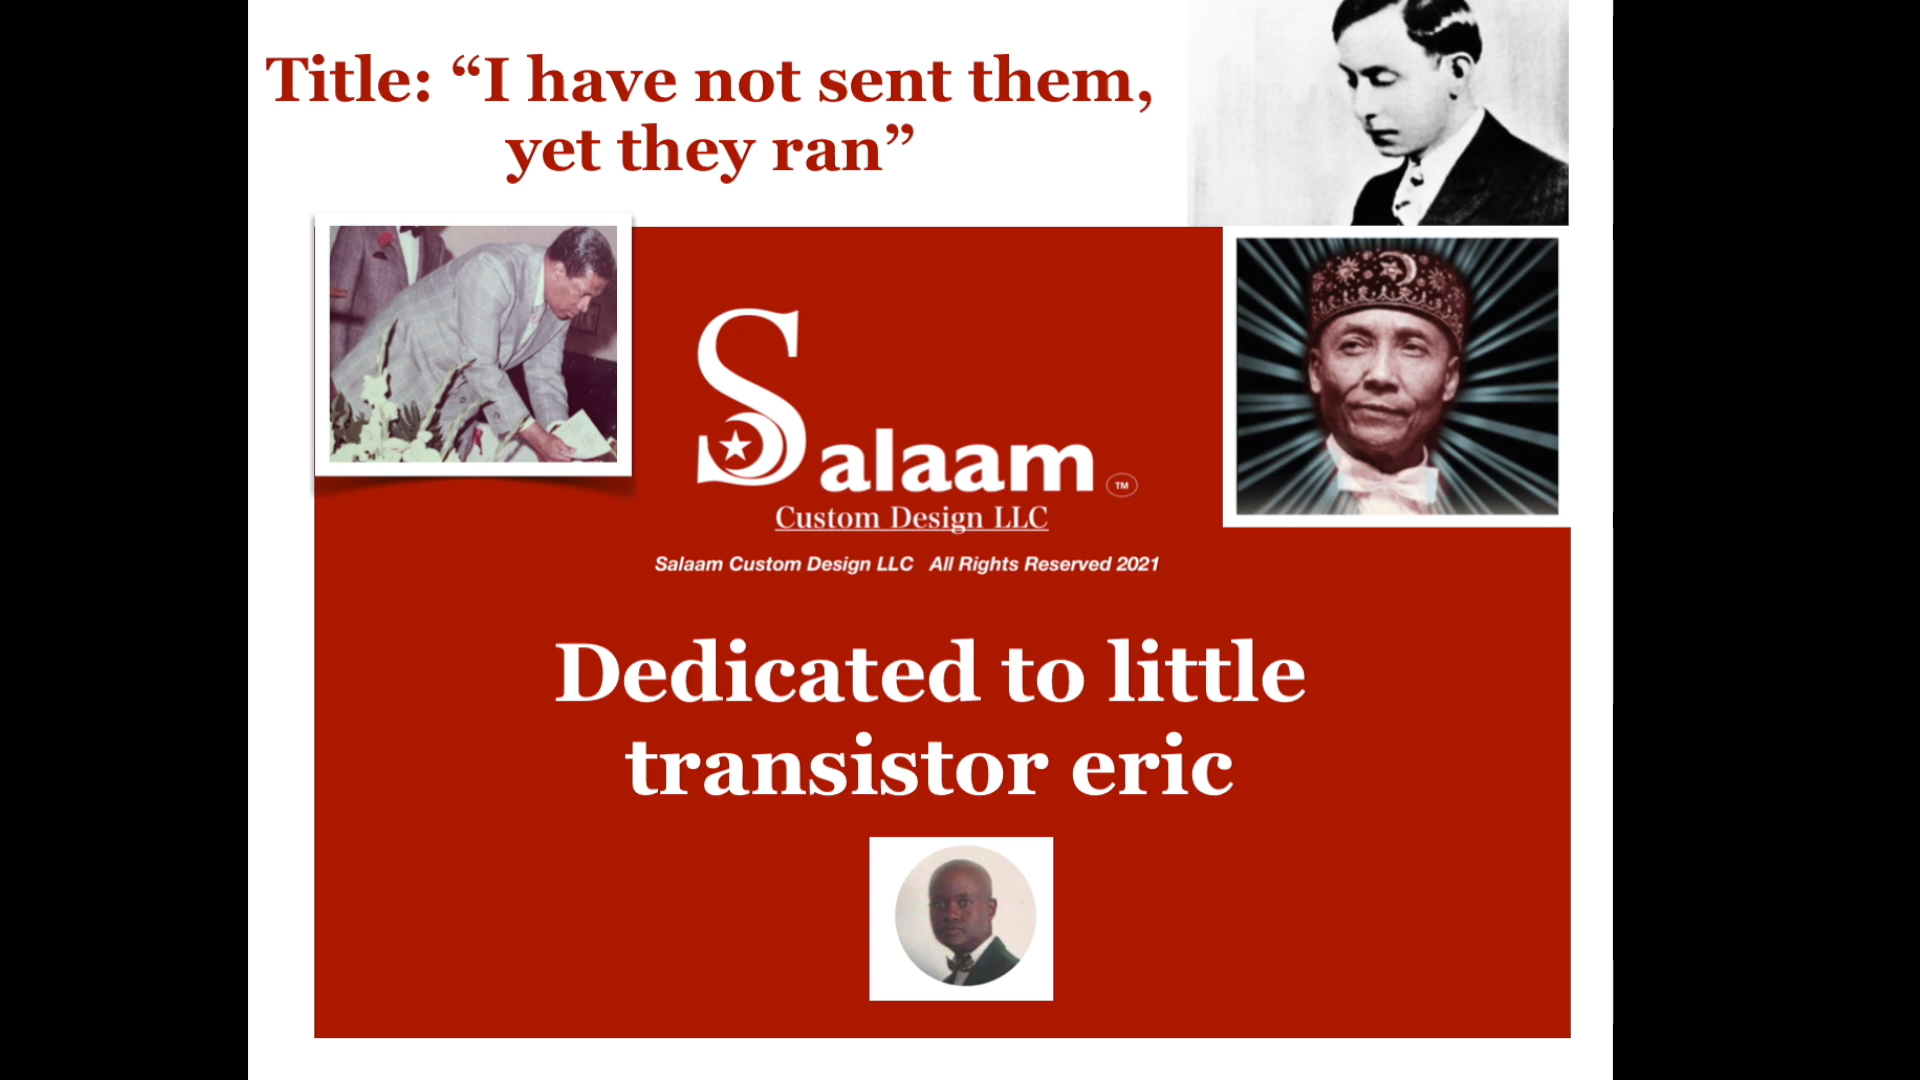 Title: “I have not sent them,
yet they ran”
Salaam TM
Custom Design LLC
Salaam Custom Design LLC All Rights Reserved 2021
Dedicated to little
transistor eric